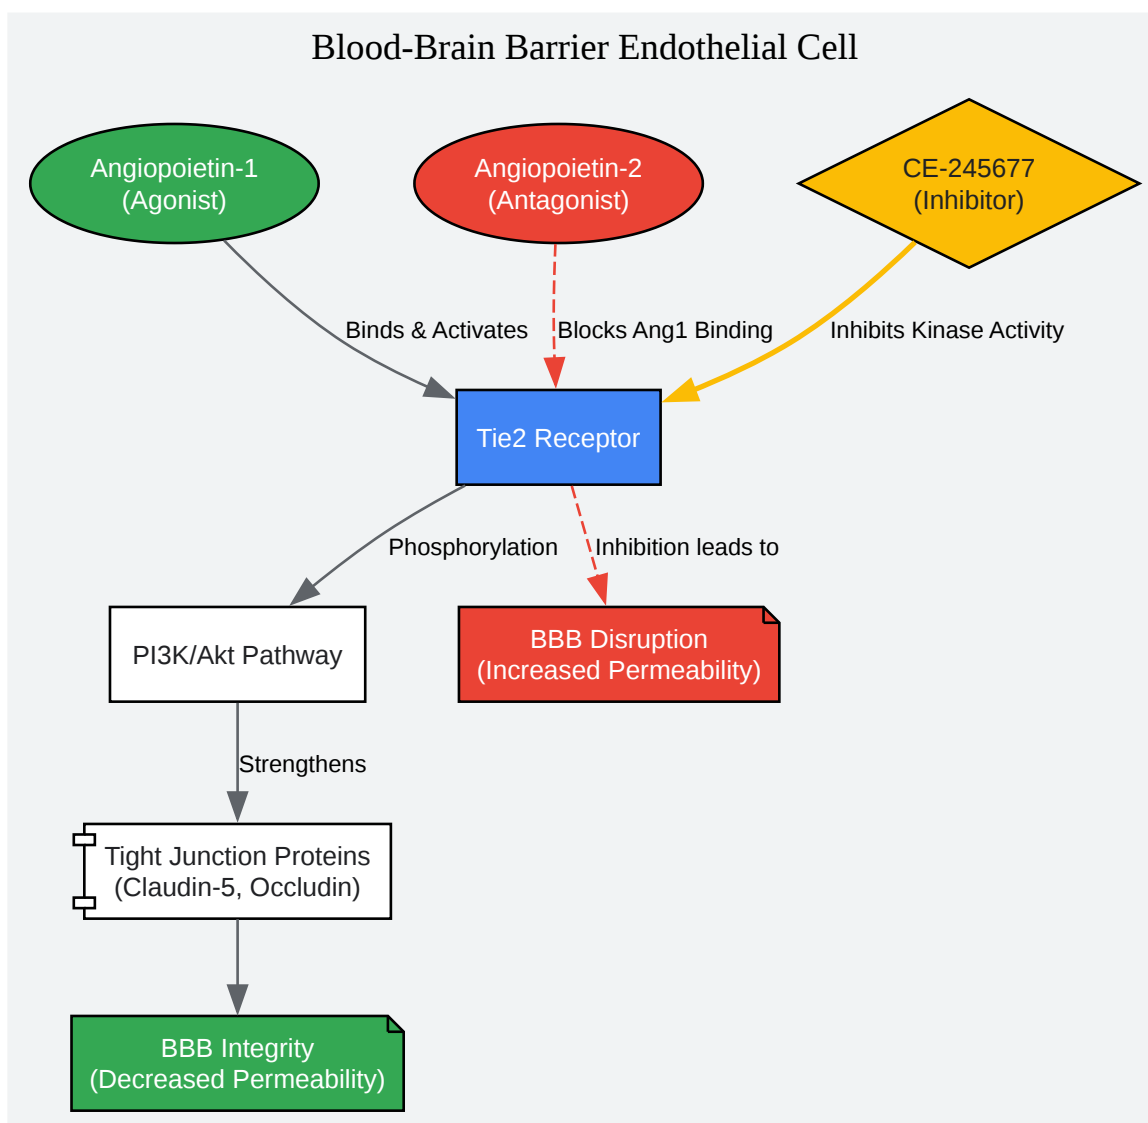 Blood-Brain Barrier Endothelial Cell
Angiopoietin-1
(Agonist)
Angiopoietin-2
(Antagonist)
CE-245677
(Inhibitor)
Binds & Activates
Blocks Ang1 Binding
Inhibits Kinase Activity
Tie2 Receptor
Phosphorylation
Inhibition leads to
PI3K/Akt Pathway
BBB Disruption
(Increased Permeability)
Strengthens
Tight Junction Proteins
(Claudin-5, Occludin)
BBB Integrity
(Decreased Permeability)